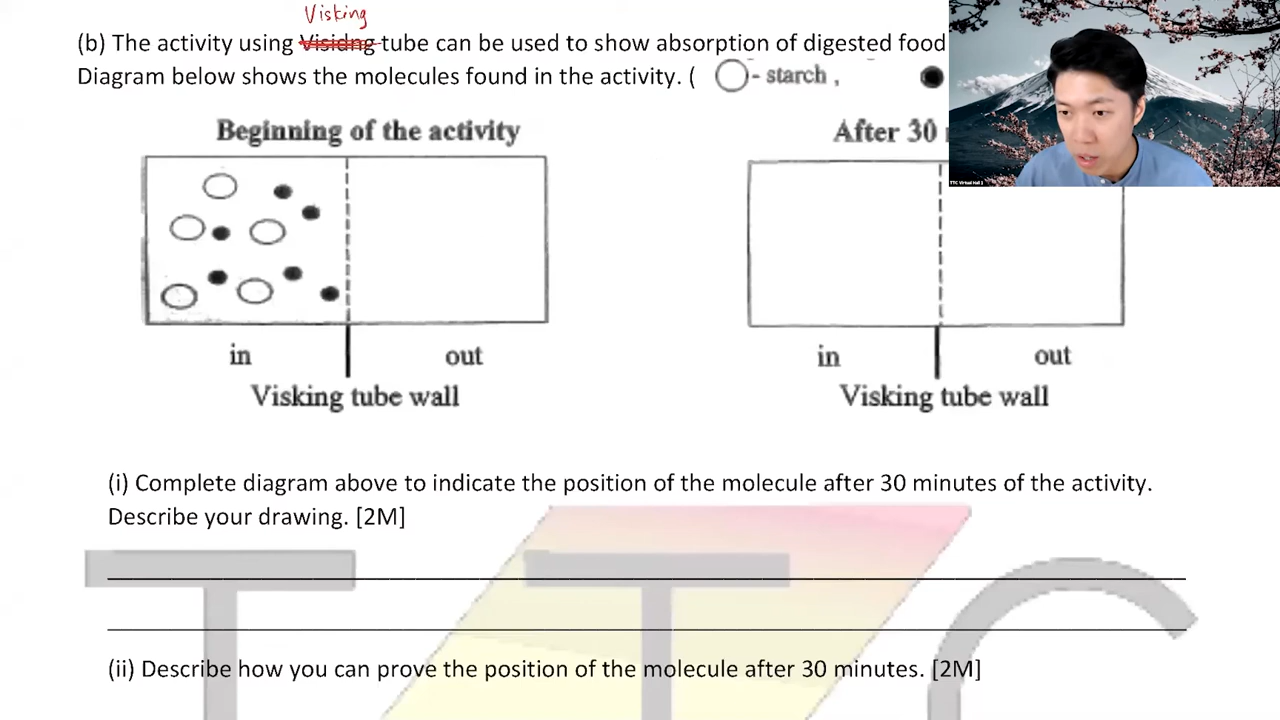 Visking
(b) The activity using Visidng tube can be used to show absorption of digested food
Diagram below shows the molecules found in the activity. ( - starch ,
Beginning of the activity
After 30
in
out
in
out
Visking tube wall
Visking tube wall
(i) Complete diagram above to indicate the position of the molecule after 30 minutes of the activity.
Describe your drawing. [2M]
TTC
(ii) Describe how you can prove the position of the molecule after 30 minutes. [2M]